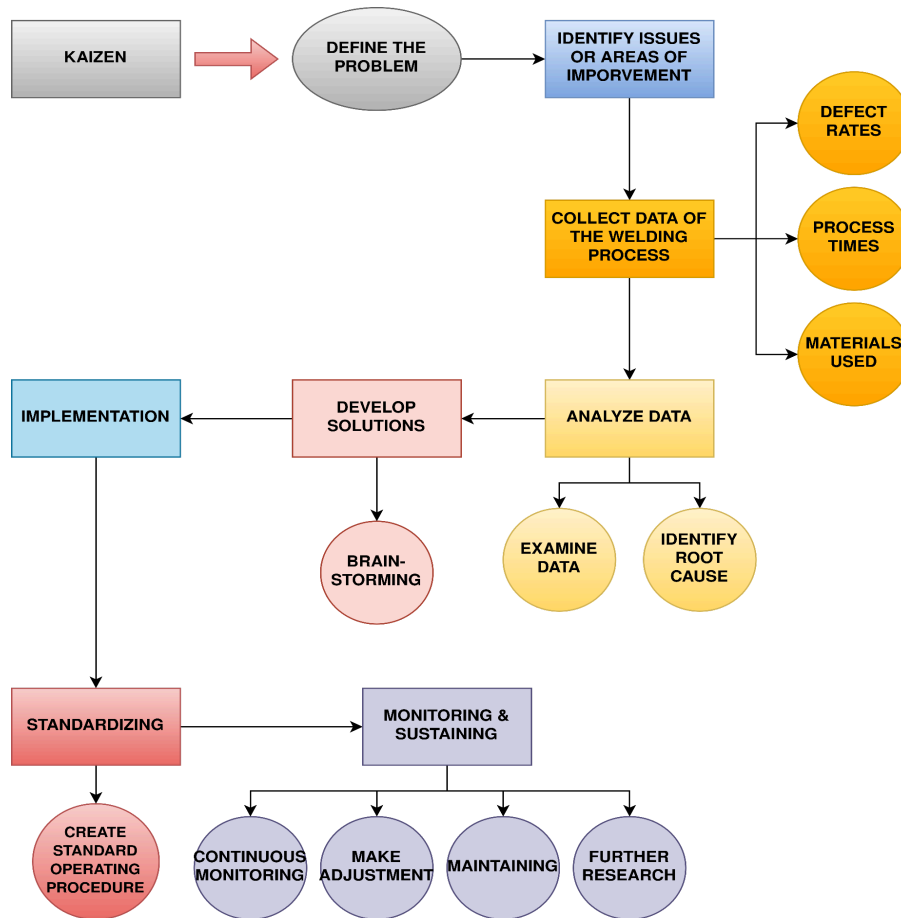 KAIZEN
DEFINE THE
PROBLEM
IDENTIFY ISSUES
OR AREAS OF
IMPORVEMENT
DEFECT
RATES
COLLECT DATA OF
THE WELDING
PROCESS
PROCESS
TIMES
MATERIALS
USED
IMPLEMENTATION
DEVELOP
SOLUTIONS
ANALYZE DATA
BRAIN-
STORMING
EXAMINE
DATA
IDENTIFY
ROOT
CAUSE
STANDARDIZING
MONITORING &
SUSTAINING
CREATE
STANDARD
OPERATING
PROCEDURE
CONTINUOUS
MONITORING
MAKE
ADJUSTMENT
MAINTAINING
FURTHER
RESEARCH